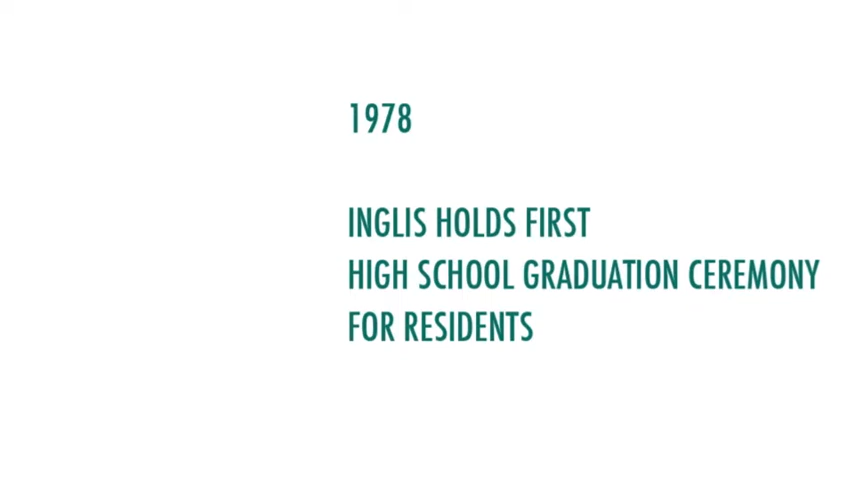 1978
INGLIS HOLDS FIRST
HIGH SCHOOL GRADUATION CEREMONY
FOR RESIDENTS